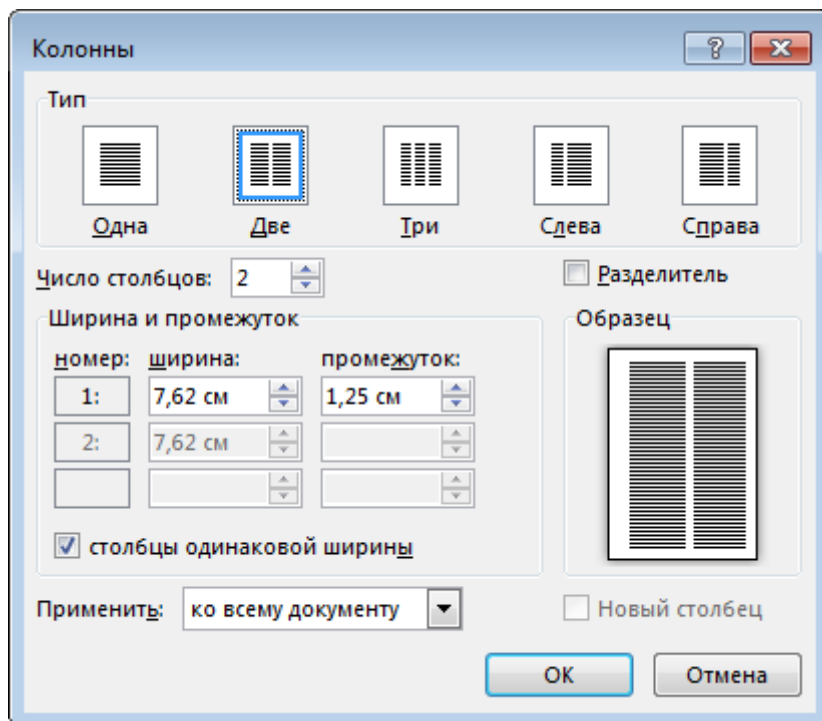 Колонны
Тип
Одна Две Три Слева Справа
Число столбцов: 2 Разделитель
Ширина и промежуток Образец
номер: ширина: промежуток:
1: 7,62 см 1,25 см
2: 7,62 см
столбцы одинаковой ширины
Применить: ко всему документу Новый столбец
ОК Отмена